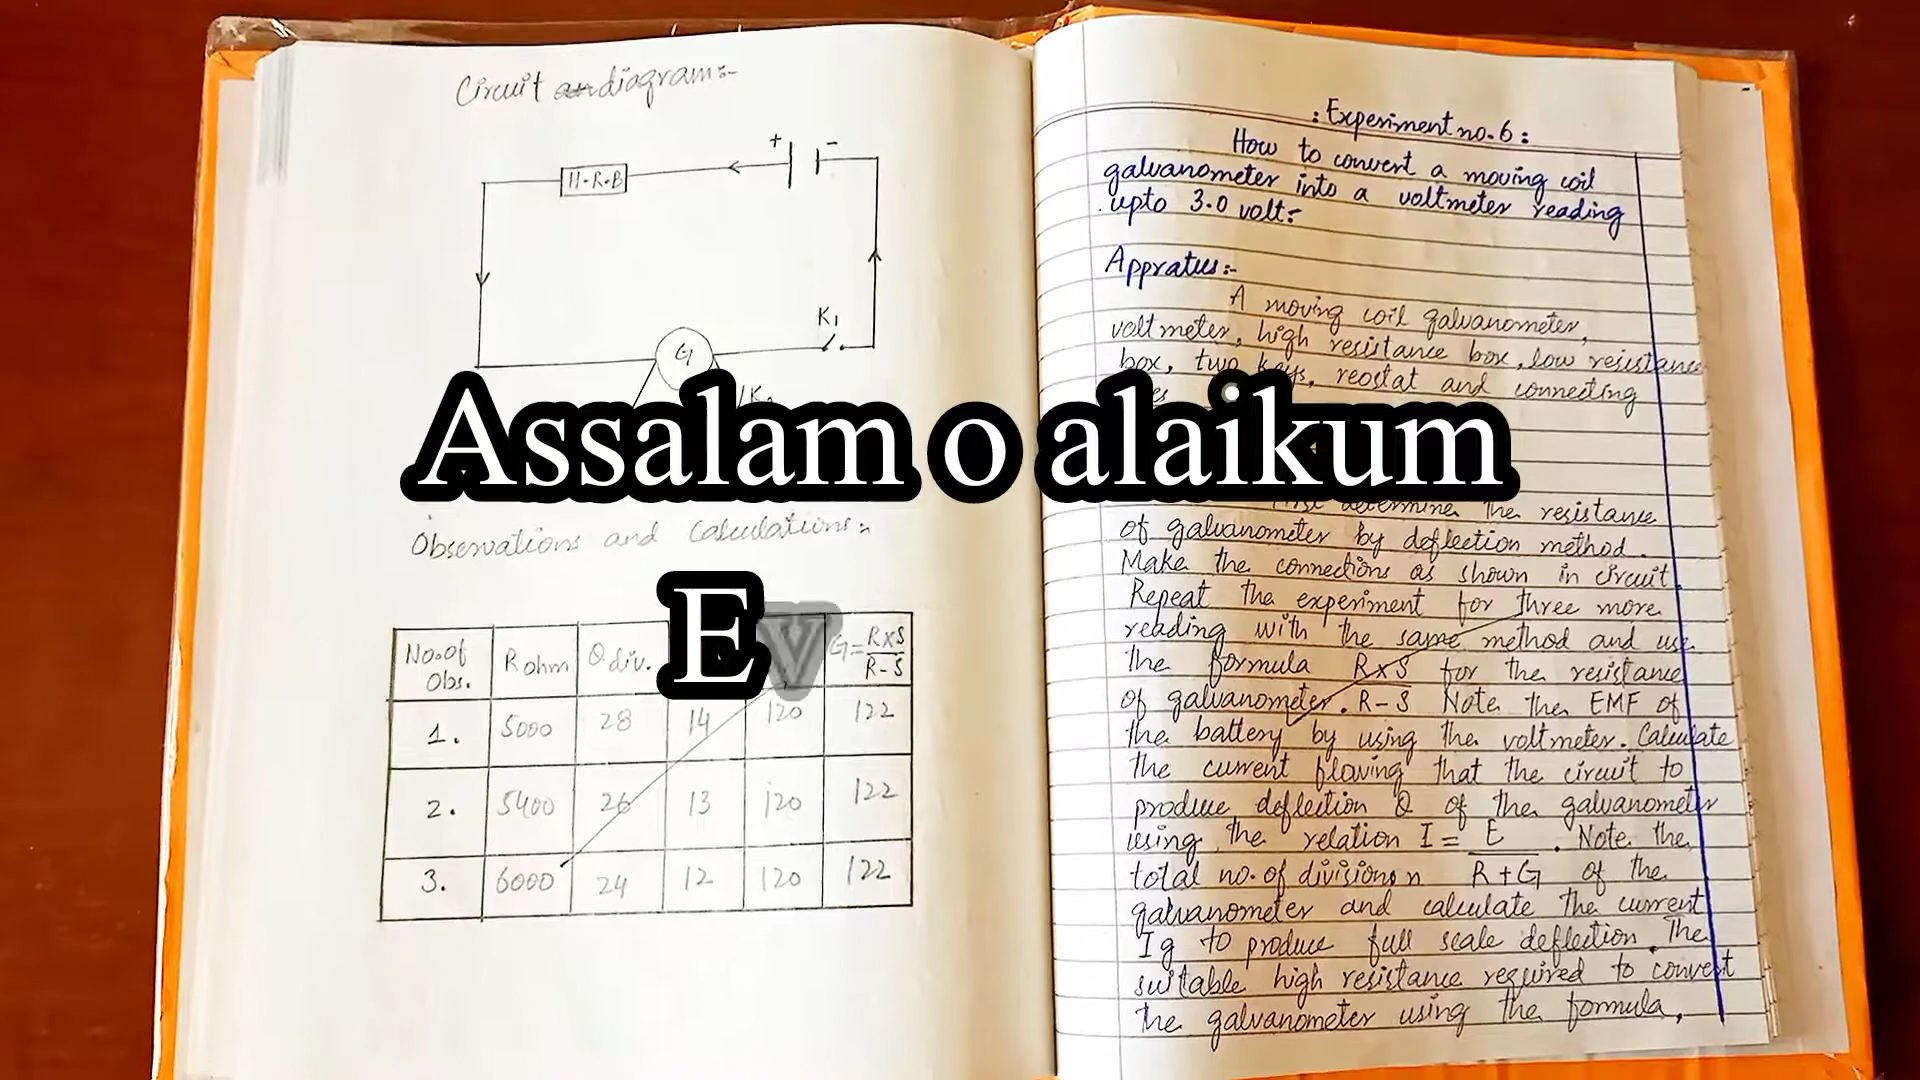 Circuit diagram:-
+ -
H.R.B
K1
G
Assalam o alaikum
Observations and Calculations:
Ev
No. of Obs. R ohm θ div. G = RxS / R-S
1. 5000 28 14 120 122
2. 5400 26 13 120 122
3. 6000 24 12 120 122
: Experiment no. 6 :
How to convert a moving coil
galvanometer into a voltmeter reading
upto 3.0 volt:-
Appratus:-
A moving coil galvanometer,
voltmeter, high resistance box, low reisistance
box, two keys, reostat and connecting
First determine the resistance
of galvanometer by deflection method.
Make the connections as shown in circuit.
Repeat the experiment for three more
reading with the same method and use
the formula RxS for the resistance
of galvanometer. R-S Note the EMF of
the battery by using the voltmeter. Calculate
the current flowing that the circuit to
produce deflection θ of the galvanometer
using the relation I = E . Note the
total no. of divisions n R+G of the
galvanometer and calculate the current
Ig to produce full scale deflection. The
suitable high resistance required to convert
the galvanometer using the formula,